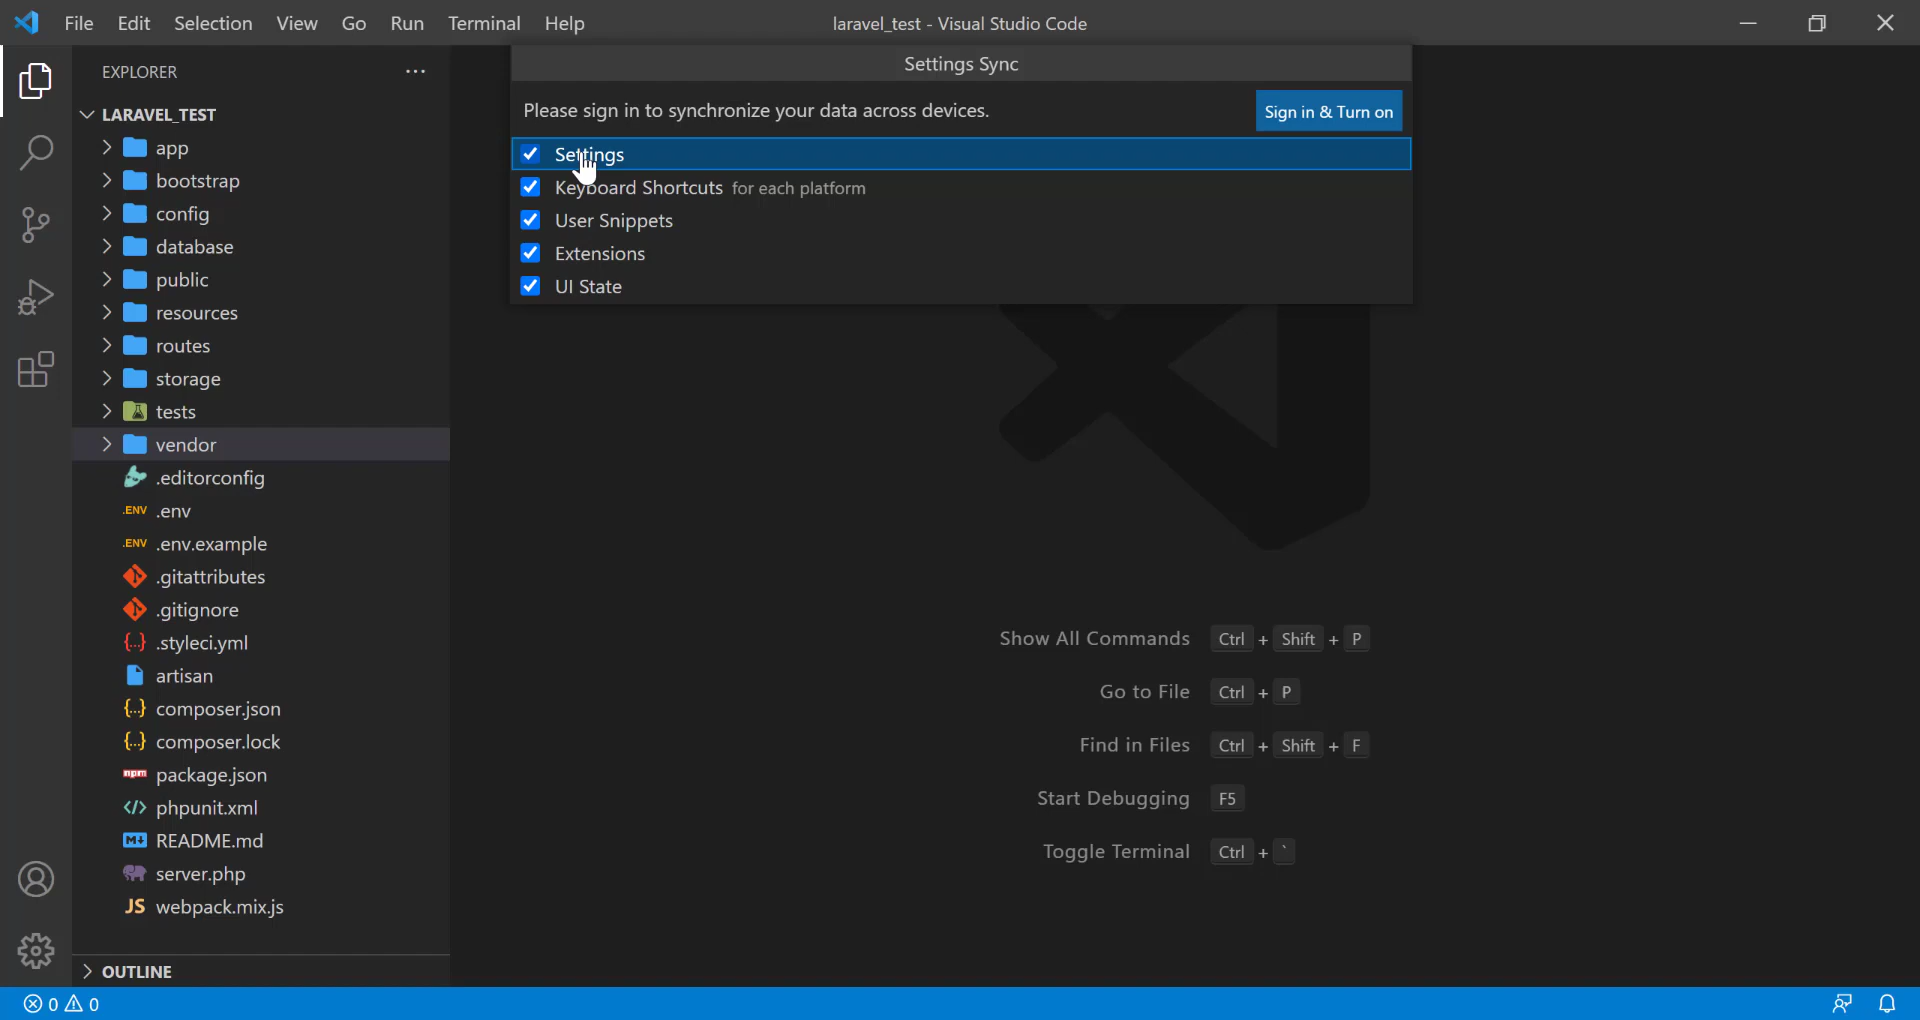 File Edit Selection View Go Run Terminal Help
laravel_test - Visual Studio Code
EXPLORER
LARAVEL_TEST
app
bootstrap
config
database
public
resources
routes
storage
tests
vendor
.editorconfig
.ENV .env
.ENV .env.example
.gitattributes
.gitignore
{..} .styleci.yml
artisan
{..} composer.json
{..} composer.lock
npm package.json
</> phpunit.xml
M↓ README.md
server.php
JS webpack.mix.js
OUTLINE
Settings Sync
Please sign in to synchronize your data across devices.
Sign in & Turn on
Settings
Keyboard Shortcuts for each platform
User Snippets
Extensions
UI State
Show All Commands Ctrl + Shift + P
Go to File Ctrl + P
Find in Files Ctrl + Shift + F
Start Debugging F5
Toggle Terminal Ctrl + `
0 0